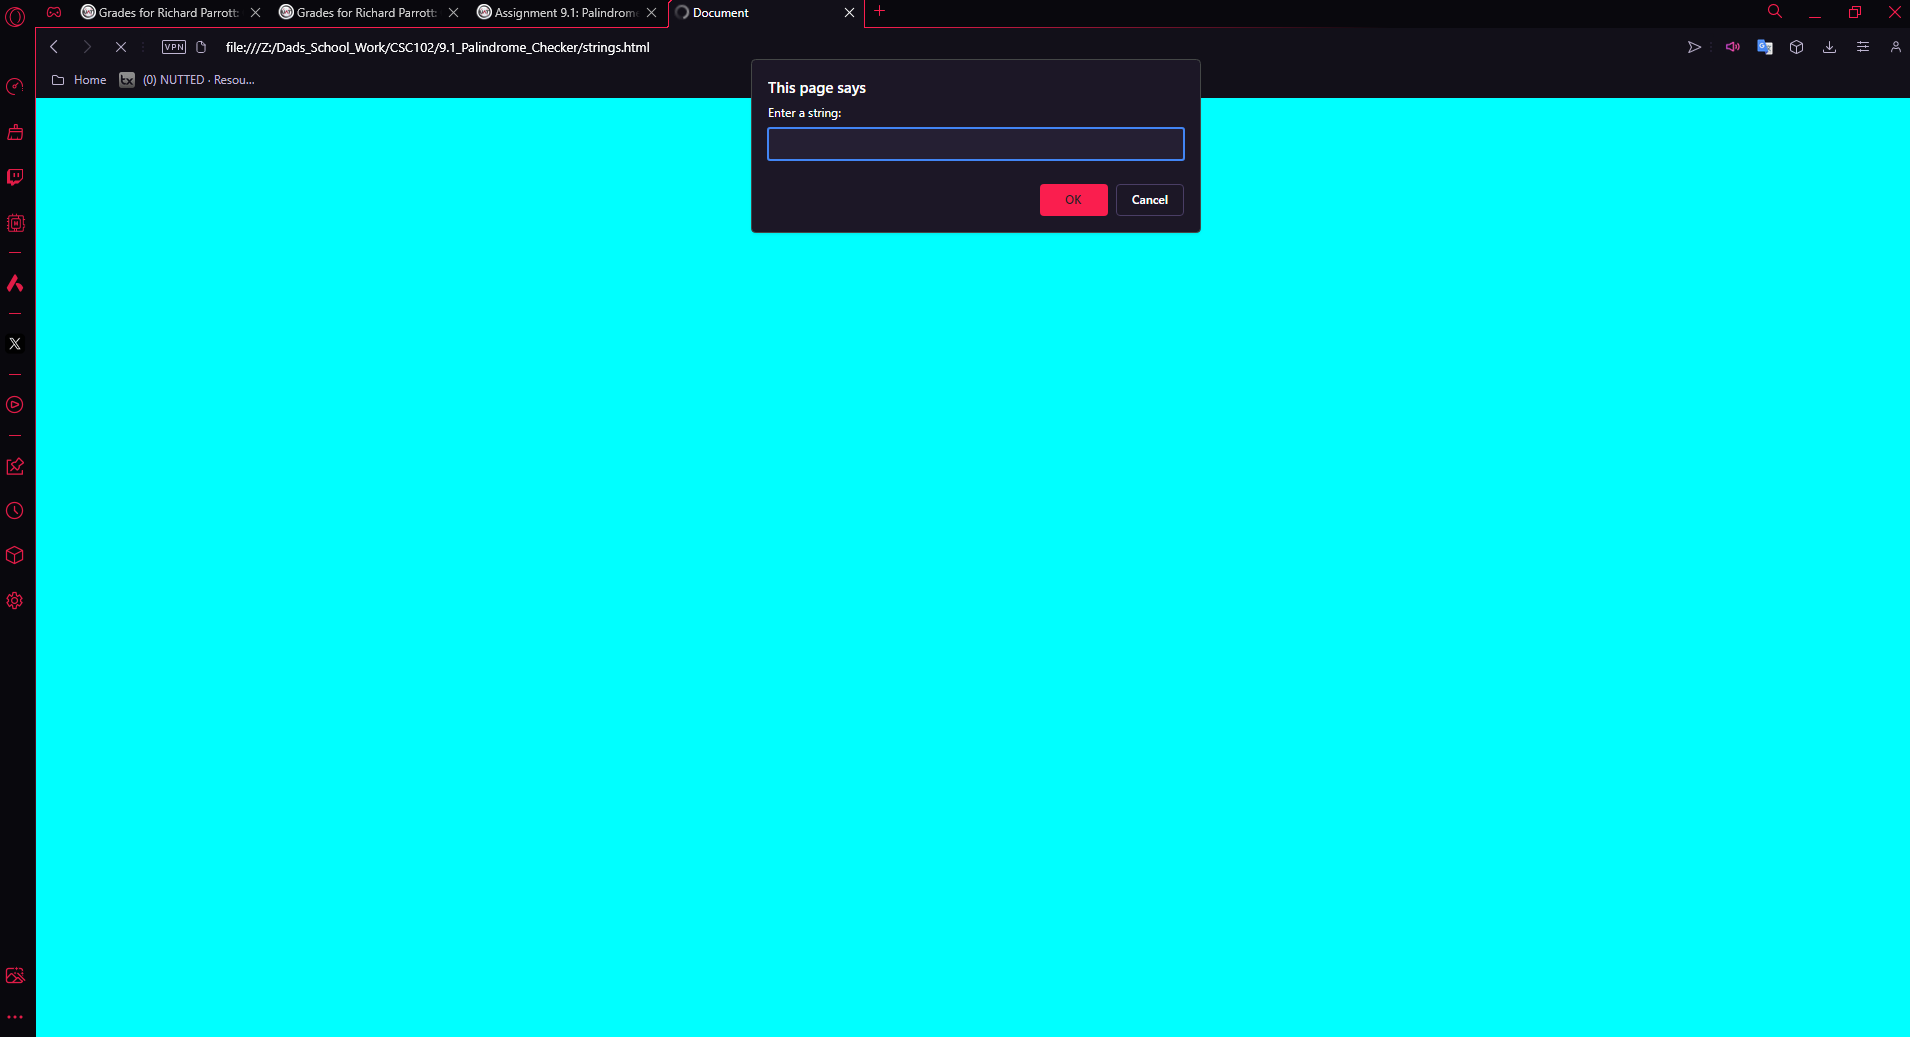 Grades for Richard Parrott:
Grades for Richard Parrott:
Assignment 9.1: Palindrome
Document
VPN
file:///Z:/Dads_School_Work/CSC102/9.1_Palindrome_Checker/strings.html
Home
tx
(0) NUTTED · Resou...
This page says
Enter a string:
OK
Cancel